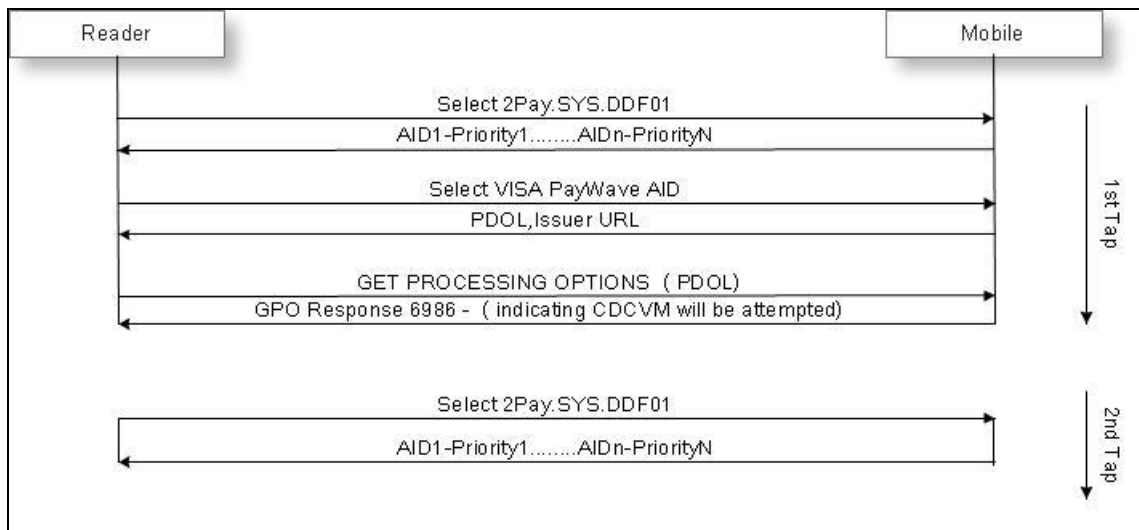 Reader
Mobile
Select 2Pay.SYS.DDF01
AID1-Priority1........AIDn-PriorityN
Select VISA PayWave AID
PDOL,Issuer URL
GET PROCESSING OPTIONS ( PDOL)
GPO Response 6986 - ( indicating CDCVM will be attempted)
1st Tap
Select 2Pay.SYS.DDF01
AID1-Priority1........AIDn-PriorityN
2nd Tap